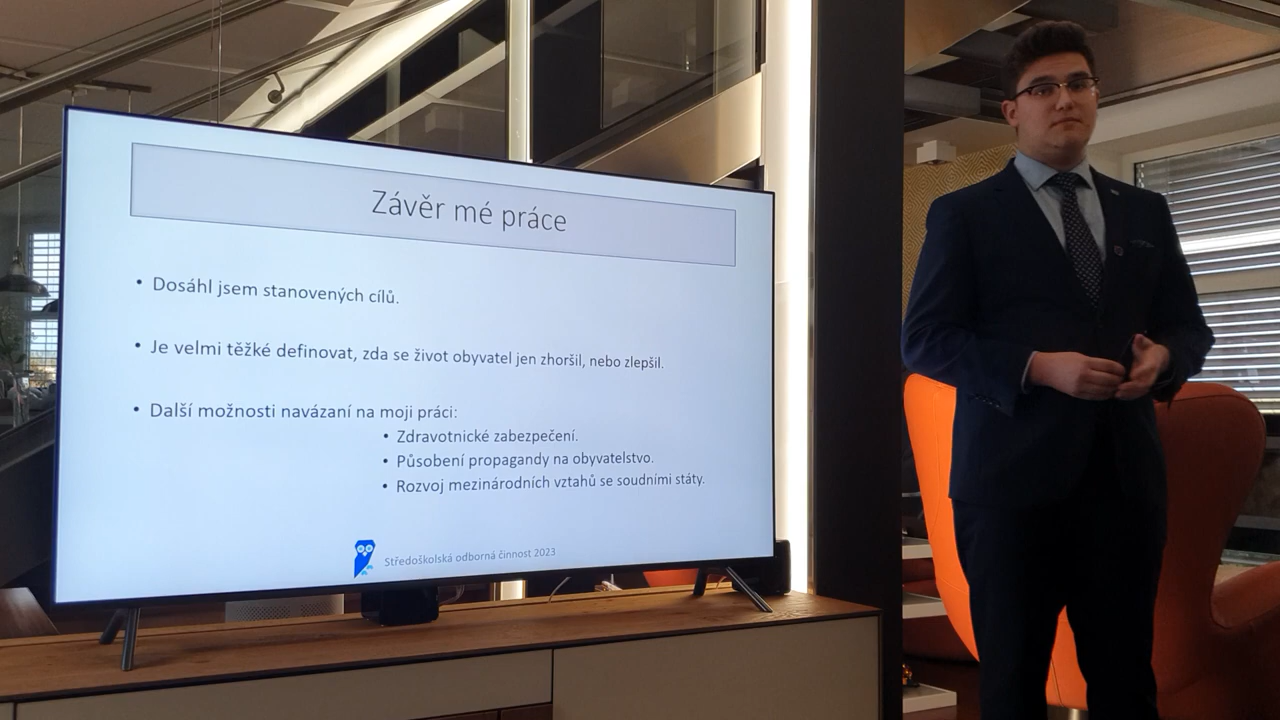 Závěr mé práce
• Dosáhl jsem stanovených cílů.
• Je velmi těžké definovat, zda se život obyvatel jen zhoršil, nebo zlepšil.
• Další možnosti navázaní na moji práci:
• Zdravotnické zabezpečení.
• Působení propagandy na obyvatelstvo.
• Rozvoj mezinárodních vztahů se soudními státy.
Středoškolská odborná činnost 2023